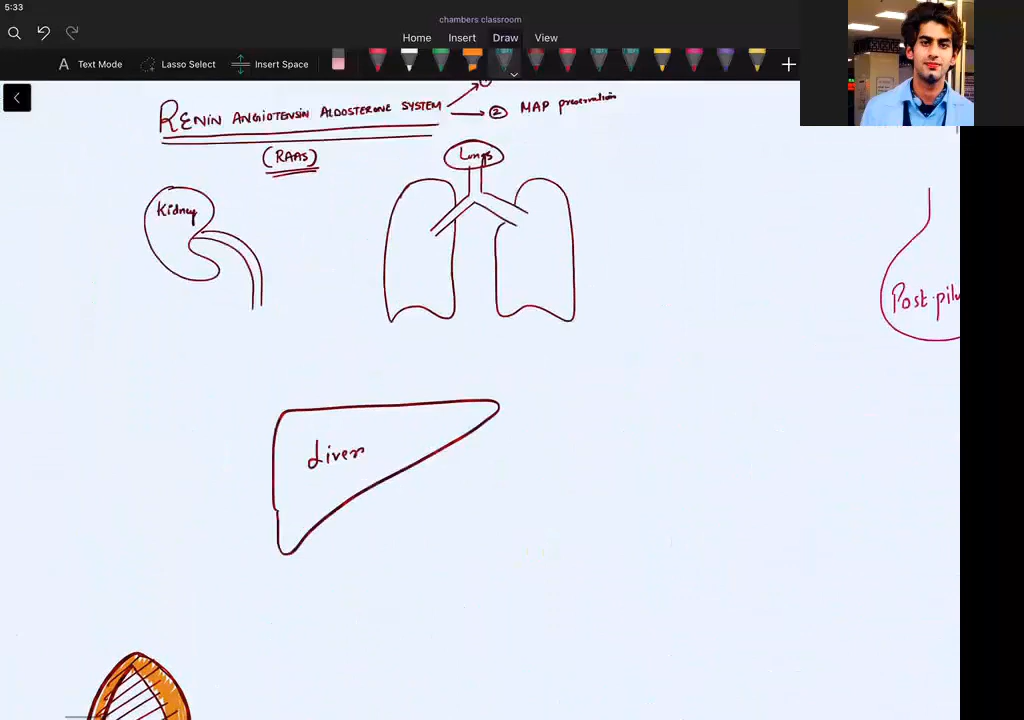 5:33
chambers classroom
Home Insert Draw View
Text Mode Lasso Select Insert Space
RENIN ANGIOTENSIN ALDOSTERONE SYSTEM
② MAP preservation
(RAAS)
Lungs
Kidney
Post.
Liver